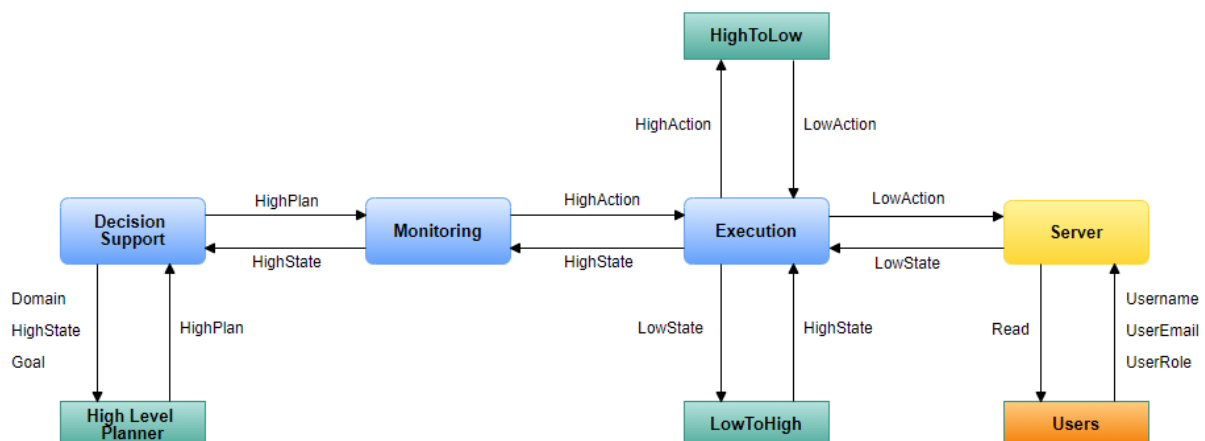 HighToLow
HighAction
LowAction
HighPlan
HighAction
LowAction
Decision
Support
Monitoring
Execution
Server
HighState
HighState
LowState
Domain
HighState
Goal
HighPlan
LowState
HighState
Read
Username
UserEmail
UserRole
High Level
Planner
LowToHigh
Users